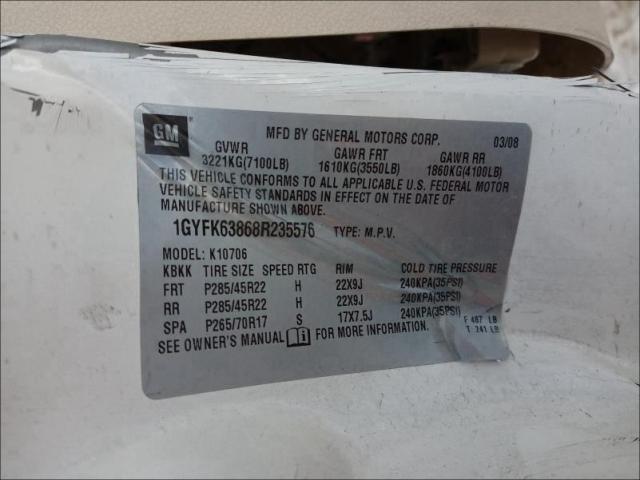 GM
MFD BY GENERAL MOTORS CORP. 03/08
GVWR GAWR FRT GAWR RR
3221KG(7100LB) 1610KG(3550LB) 1860KG(4100LB)
THIS VEHICLE CONFORMS TO ALL APPLICABLE U.S. FEDERAL MOTOR
VEHICLE SAFETY STANDARDS IN EFFECT ON THE DATE OF
MANUFACTURE SHOWN ABOVE.
1GYFK63868R235576 TYPE: M.P.V.
MODEL: K10706
KBKK TIRE SIZE SPEED RTG RIM COLD TIRE PRESSURE
FRT P285/45R22 H 22X9J 240KPA(35PSI)
RR P285/45R22 H 22X9J 240KPA(35PSI)
SPA P265/70R17 S 17X7.5J 240KPA(35PSI)
SEE OWNER'S MANUAL FOR MORE INFORMATION.
F 487 LB
T 241 LB